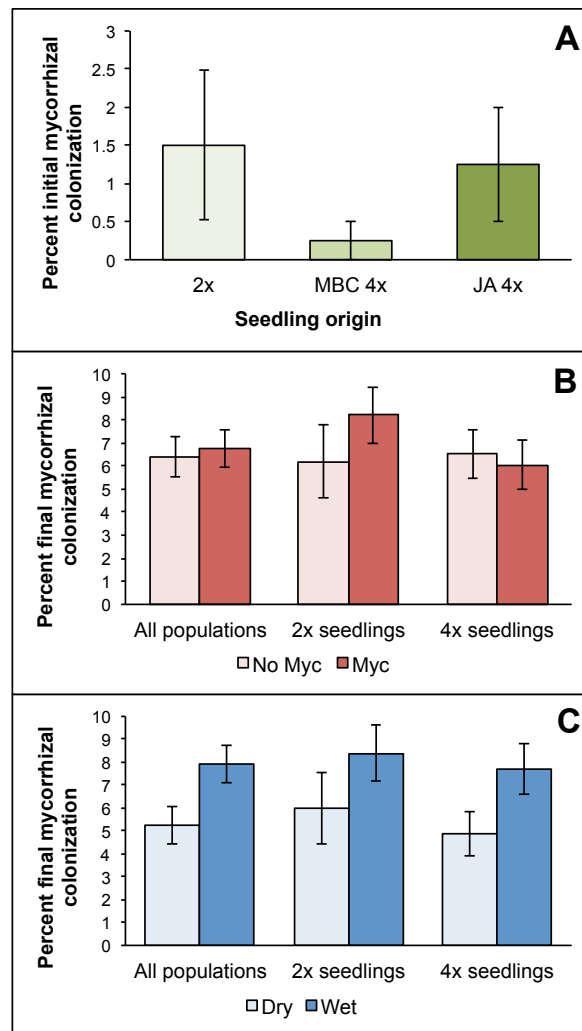 A
Percent initial mycorrhizal
colonization
3
2.5
2
1.5
1
0.5
0
2x MBC 4x JA 4x
Seedling origin
B
Percent final mycorrhizal
colonization
10
9
8
7
6
5
4
3
2
1
0
All populations 2x seedlings 4x seedlings
No Myc Myc
C
Percent final mycorrhizal
colonization
10
9
8
7
6
5
4
3
2
1
0
All populations 2x seedlings 4x seedlings
Dry Wet